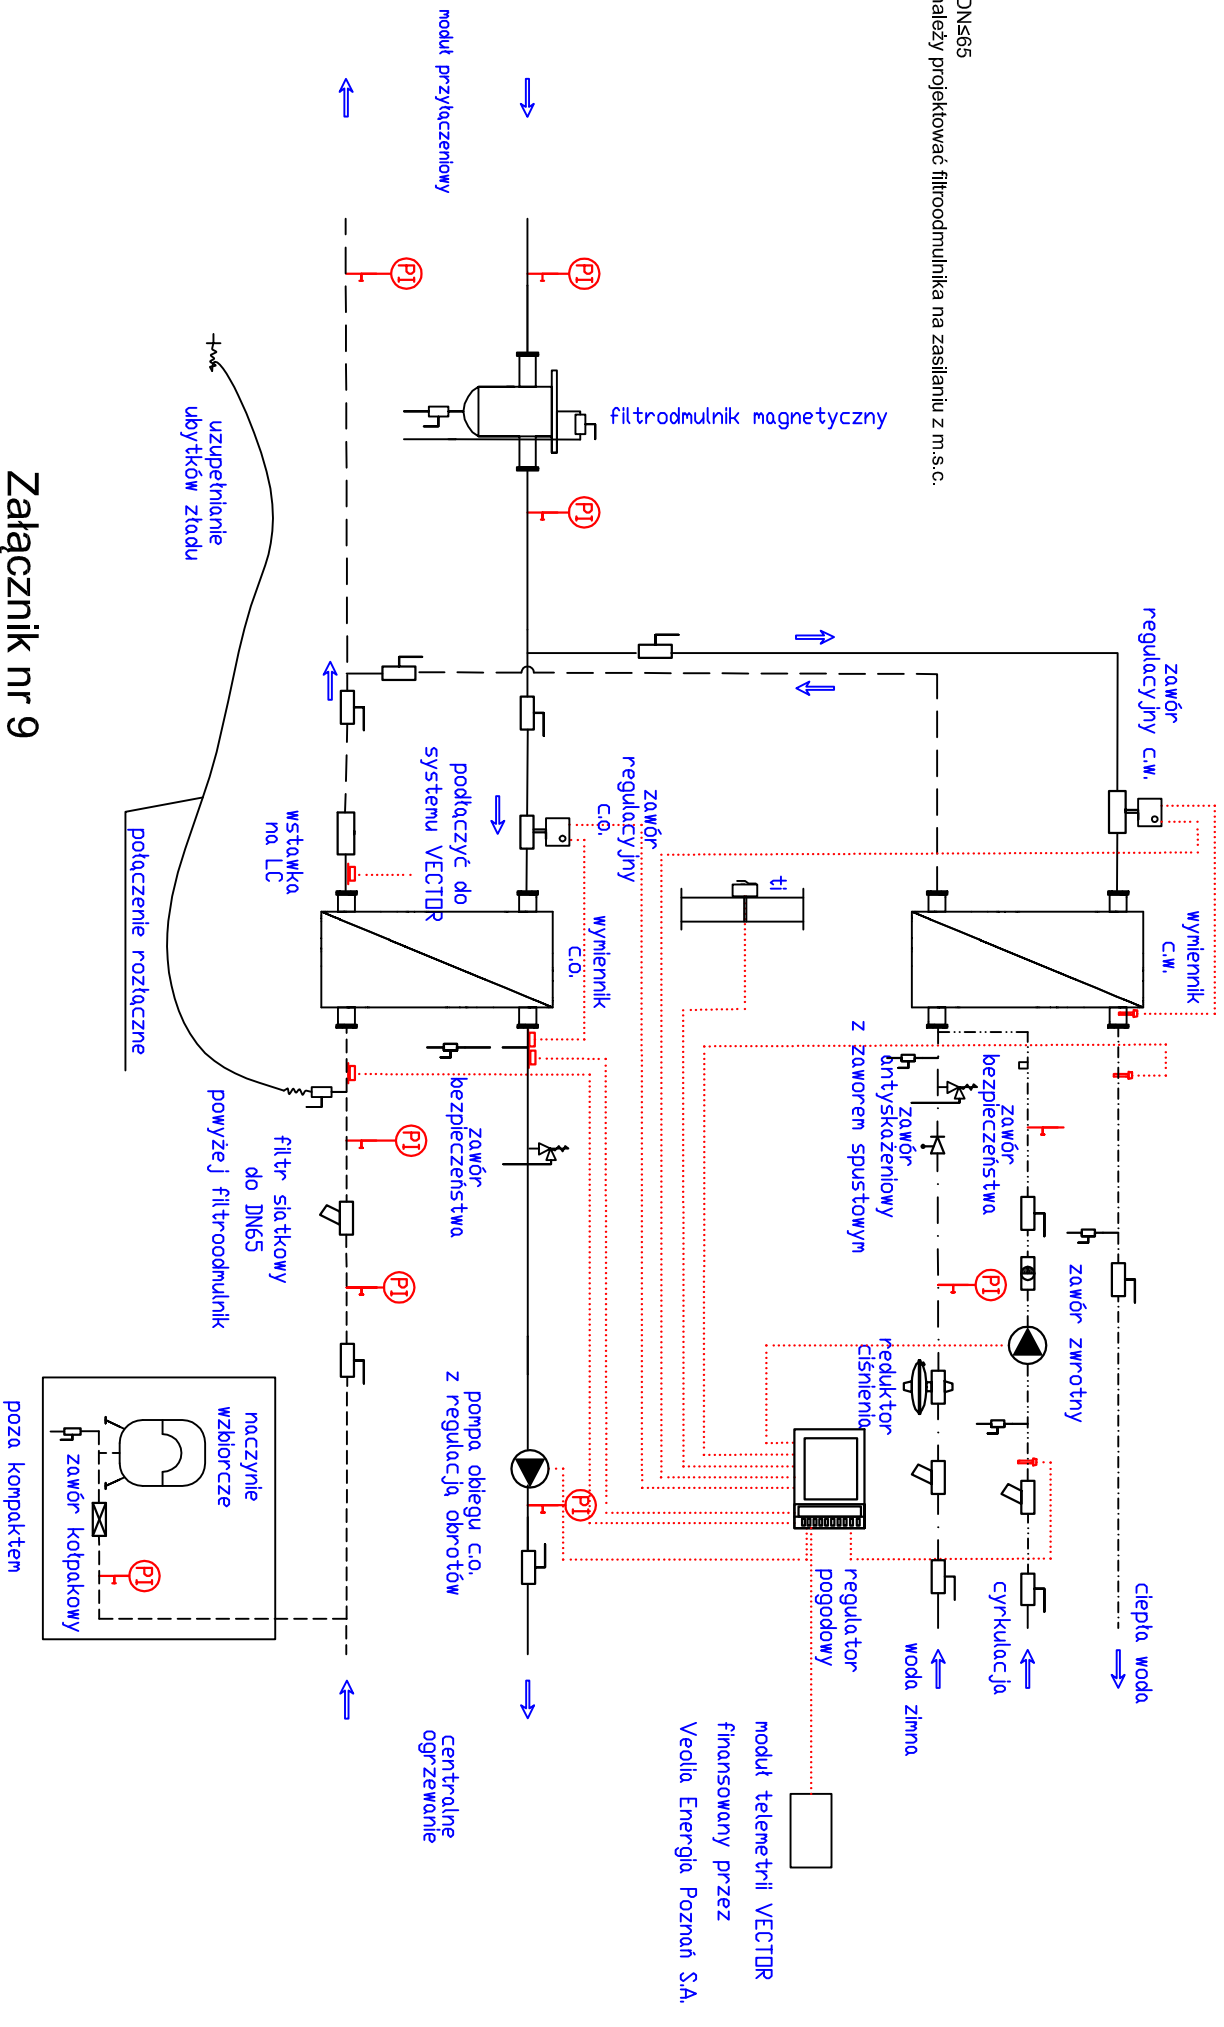 DN≤65
należy projektować filtroodmulnika na zasilaniu z m.s.c.
moduł przyłączeniowy
PI
PI
filtrodmulnik magnetyczny
PI
uzupełnianie
ubytków zładu
zawór
regulacyjny c.w.
zawór
regulacyjny
c.o.
podłączyć do
systemu VECTOR
wstawka
na LC
połączenie rozłączne
ti
wymiennik
c.w.
wymiennik
c.o.
zawór
bezpieczeństwa
zawór
antyskażeniowy
z zaworem spustowym
zawór
bezpieczeństwa
PI
filtr siatkowy
do DN65
powyżej filtroodmulnik
PI
PI
zawór zwrotny
reduktor
ciśnienia
pompa obiegu c.o.
z regulacją obrotów
PI
naczynie
wzbiorcze
zawór kołpakowy
PI
poza kompaktem
regulator
pogodowy
ciepła woda
cyrkulacja
woda zimna
centralne
ogrzewanie
moduł telemetrii VECTOR
finansowany przez
Veolia Energia Poznań S.A.
Załącznik nr 9